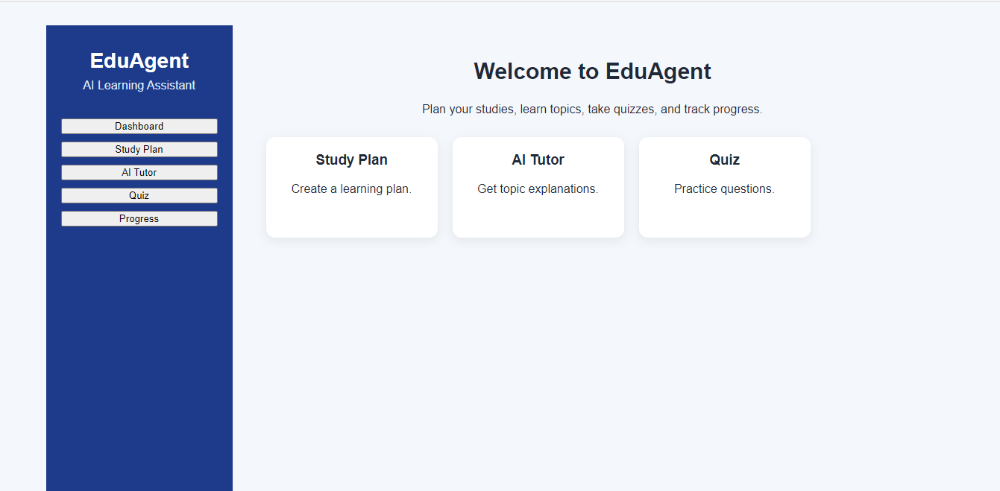 EduAgent
AI Learning Assistant
Dashboard
Study Plan
AI Tutor
Quiz
Progress
Welcome to EduAgent
Plan your studies, learn topics, take quizzes, and track progress.
Study Plan
Create a learning plan.
AI Tutor
Get topic explanations.
Quiz
Practice questions.